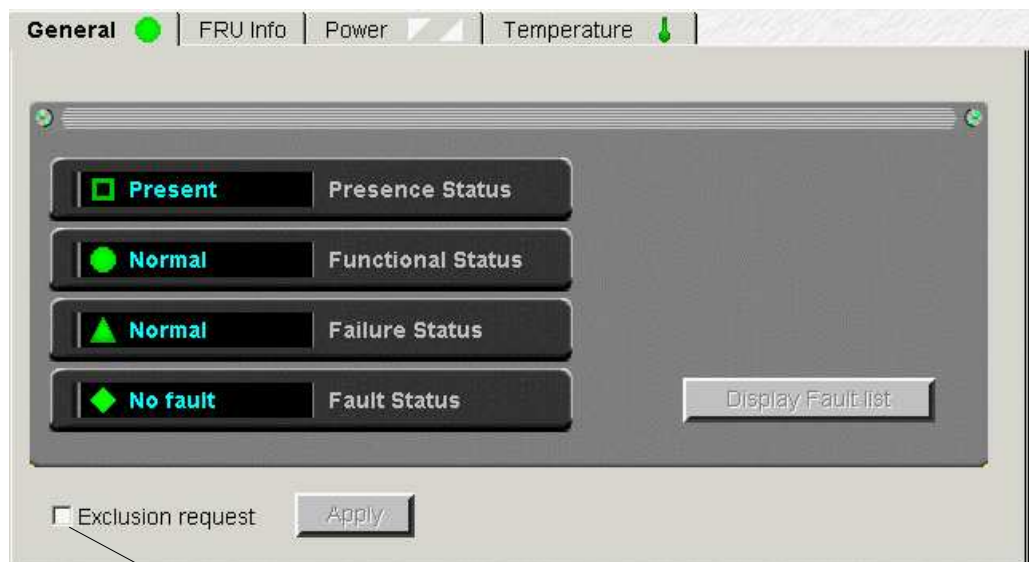 General FRU Info Power Temperature
Present Presence Status
Normal Functional Status
Normal Failure Status
No fault Fault Status
Display Fault list
Exclusion request Apply